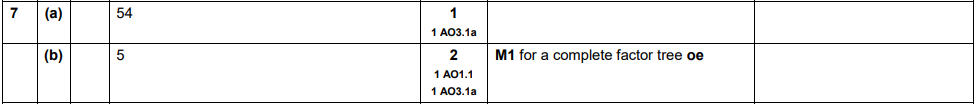 7 (a) 54 1
1 AO3.1a
(b) 5 2 M1 for a complete factor tree oe
1 AO1.1
1 AO3.1a